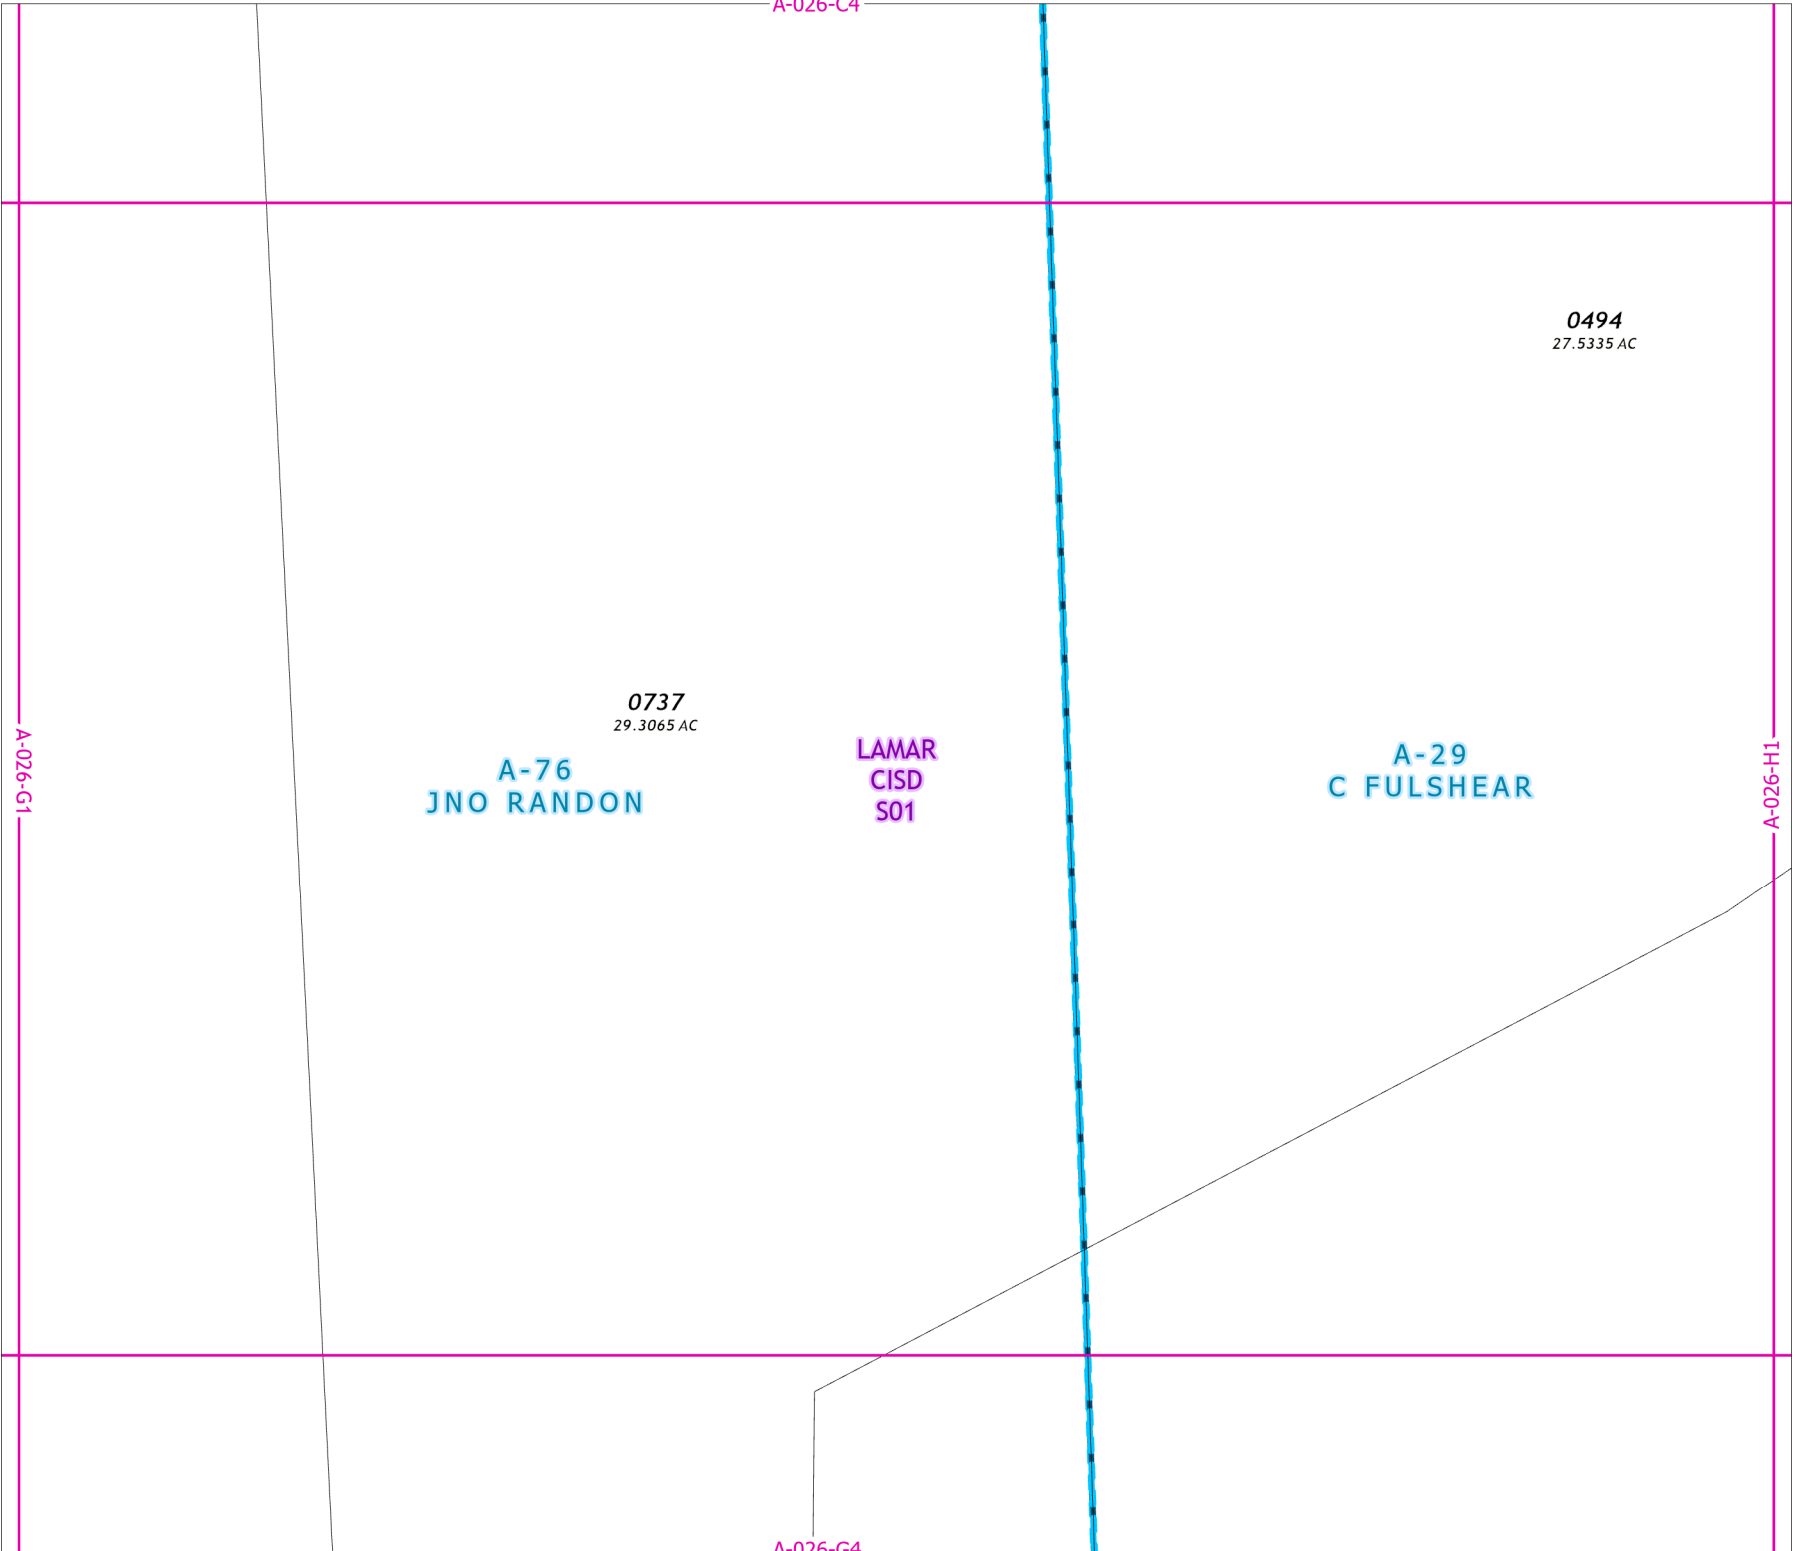 A-026-C4
0494
27.5335 AC
0737
29.3065 AC
A-026-G1
A-76
JNO RANDON
LAMAR
CISD
S01
A-29
C FULSHEAR
A-026-H1
A-026-G4